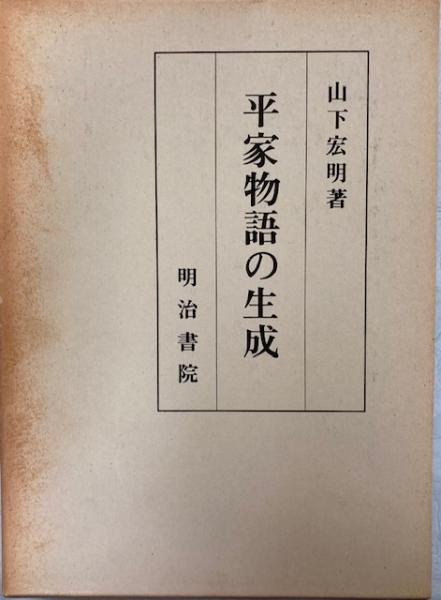 山下宏明著
平家物語の生成
明治書院